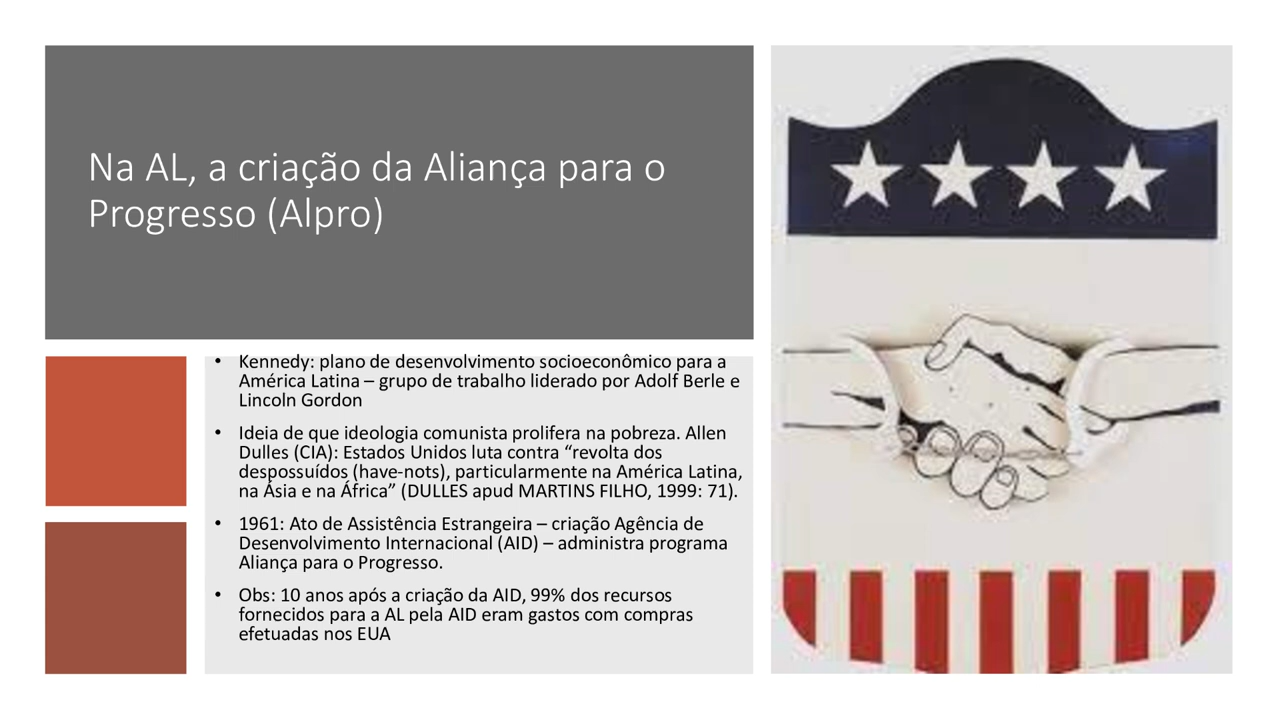 Na AL, a criação da Aliança para o
Progresso (Alpro)
• Kennedy: plano de desenvolvimento socioeconômico para a
América Latina – grupo de trabalho liderado por Adolf Berle e
Lincoln Gordon
• Ideia de que ideologia comunista prolifera na pobreza. Allen
Dulles (CIA): Estados Unidos luta contra “revolta dos
despossuídos (have-nots), particularmente na América Latina,
na Ásia e na África” (DULLES apud MARTINS FILHO, 1999: 71).
• 1961: Ato de Assistência Estrangeira – criação Agência de
Desenvolvimento Internacional (AID) – administra programa
Aliança para o Progresso.
• Obs: 10 anos após a criação da AID, 99% dos recursos
fornecidos para a AL pela AID eram gastos com compras
efetuadas nos EUA